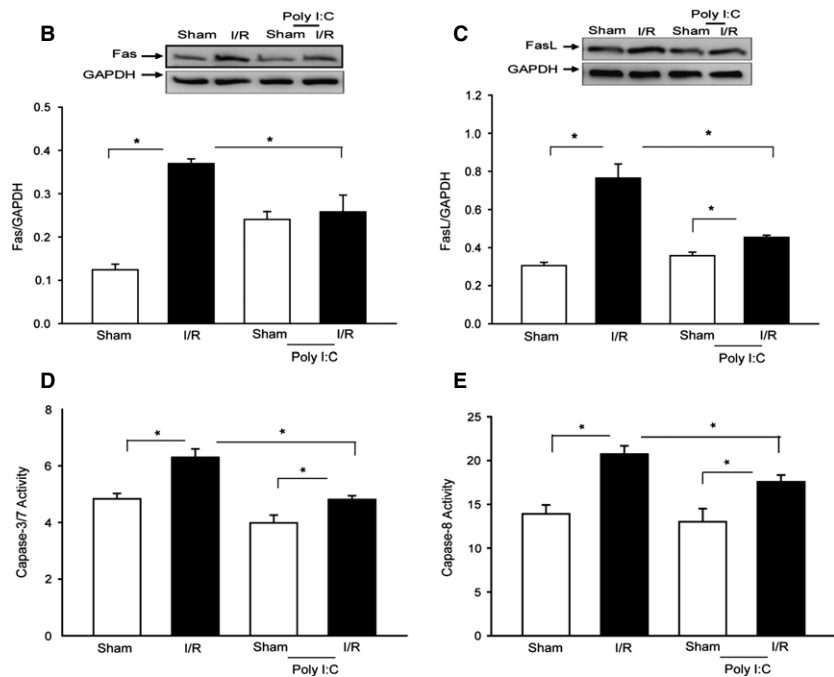 B
Poly I:C
Sham I/R Sham I/R
Fas
GAPDH
0.5
0.4
0.3
0.2
0.1
0.0
Fas/GAPDH
*
*
Sham I/R Sham I/R
Poly I:C
C
Poly I:C
Sham I/R Sham I/R
FasL
GAPDH
1.2
1.0
0.8
0.6
0.4
0.2
0.0
FasL/GAPDH
*
*
*
Sham I/R Sham I/R
Poly I:C
D
8
6
4
2
0
Capase-3/7 Activity
*
*
*
Sham I/R Sham I/R
Poly I:C
E
25
20
15
10
5
0
Capase-8 Activity
*
*
*
Sham I/R Sham I/R
Poly I:C